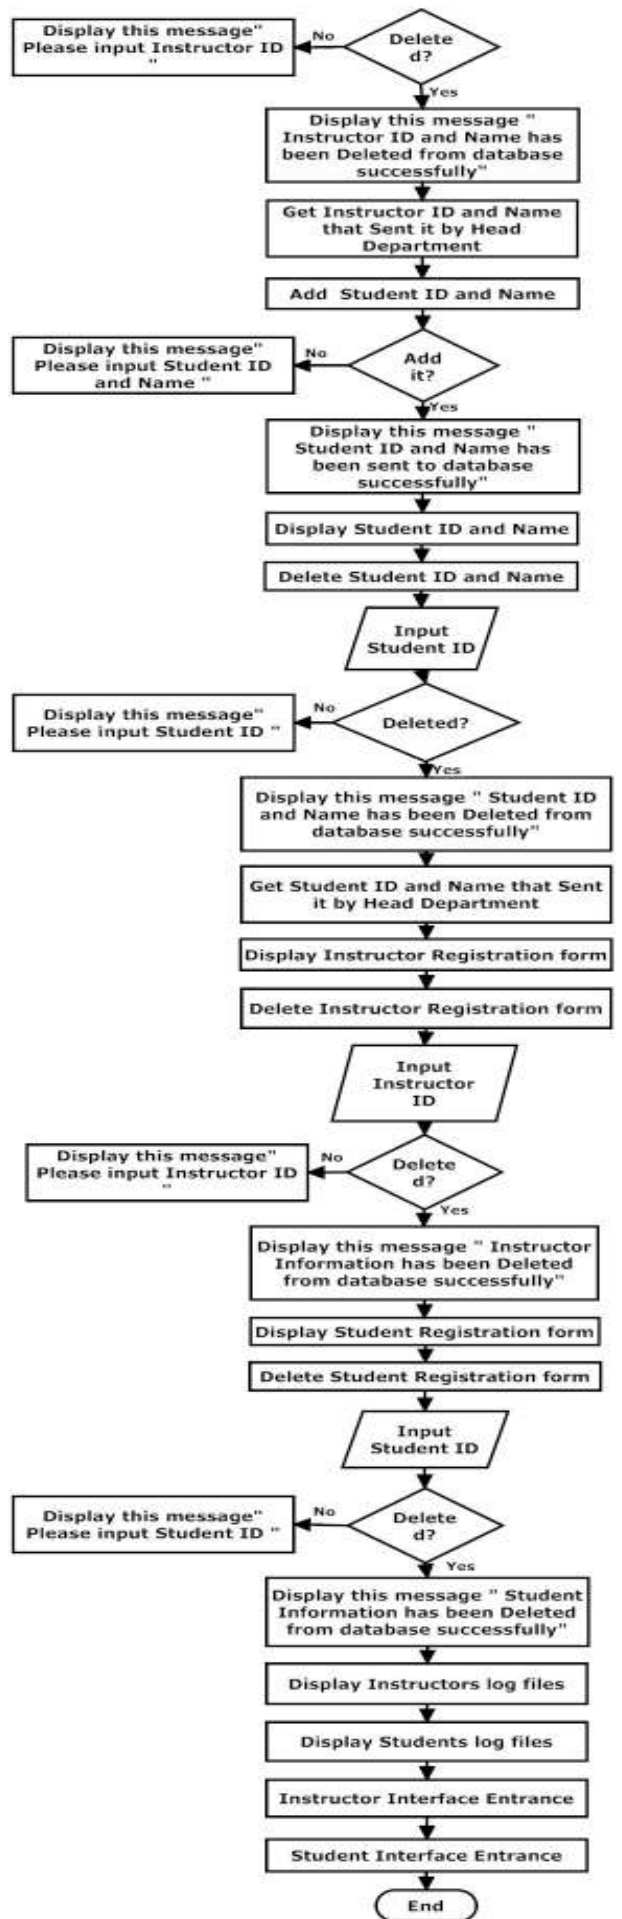 Display this message"
Please input Instructor ID
"
No
Delete
d?
Yes
Display this message "
Instructor ID and Name has
been Deleted from database
successfully"
Get Instructor ID and Name
that Sent it by Head
Department
Add Student ID and Name
Display this message"
Please input Student ID
and Name "
No
Add
it?
Yes
Display this message "
Student ID and Name has
been sent to database
successfully"
Display Student ID and Name
Delete Student ID and Name
Input
Student ID
Display this message"
Please input Student ID "
No
Deleted?
Yes
Display this message " Student ID
and Name has been Deleted from
database successfully"
Get Student ID and Name that Sent
it by Head Department
Display Instructor Registration form
Delete Instructor Registration form
Input
Instructor
ID
Display this message"
Please input Instructor ID
"
No
Delete
d?
Yes
Display this message " Instructor
Information has been Deleted
from database successfully"
Display Student Registration form
Delete Student Registration form
Input
Student ID
Display this message"
Please input Student ID "
No
Delete
d?
Yes
Display this message " Student
Information has been Deleted
from database successfully"
Display Instructors log files
Display Students log files
Instructor Interface Entrance
Student Interface Entrance
End